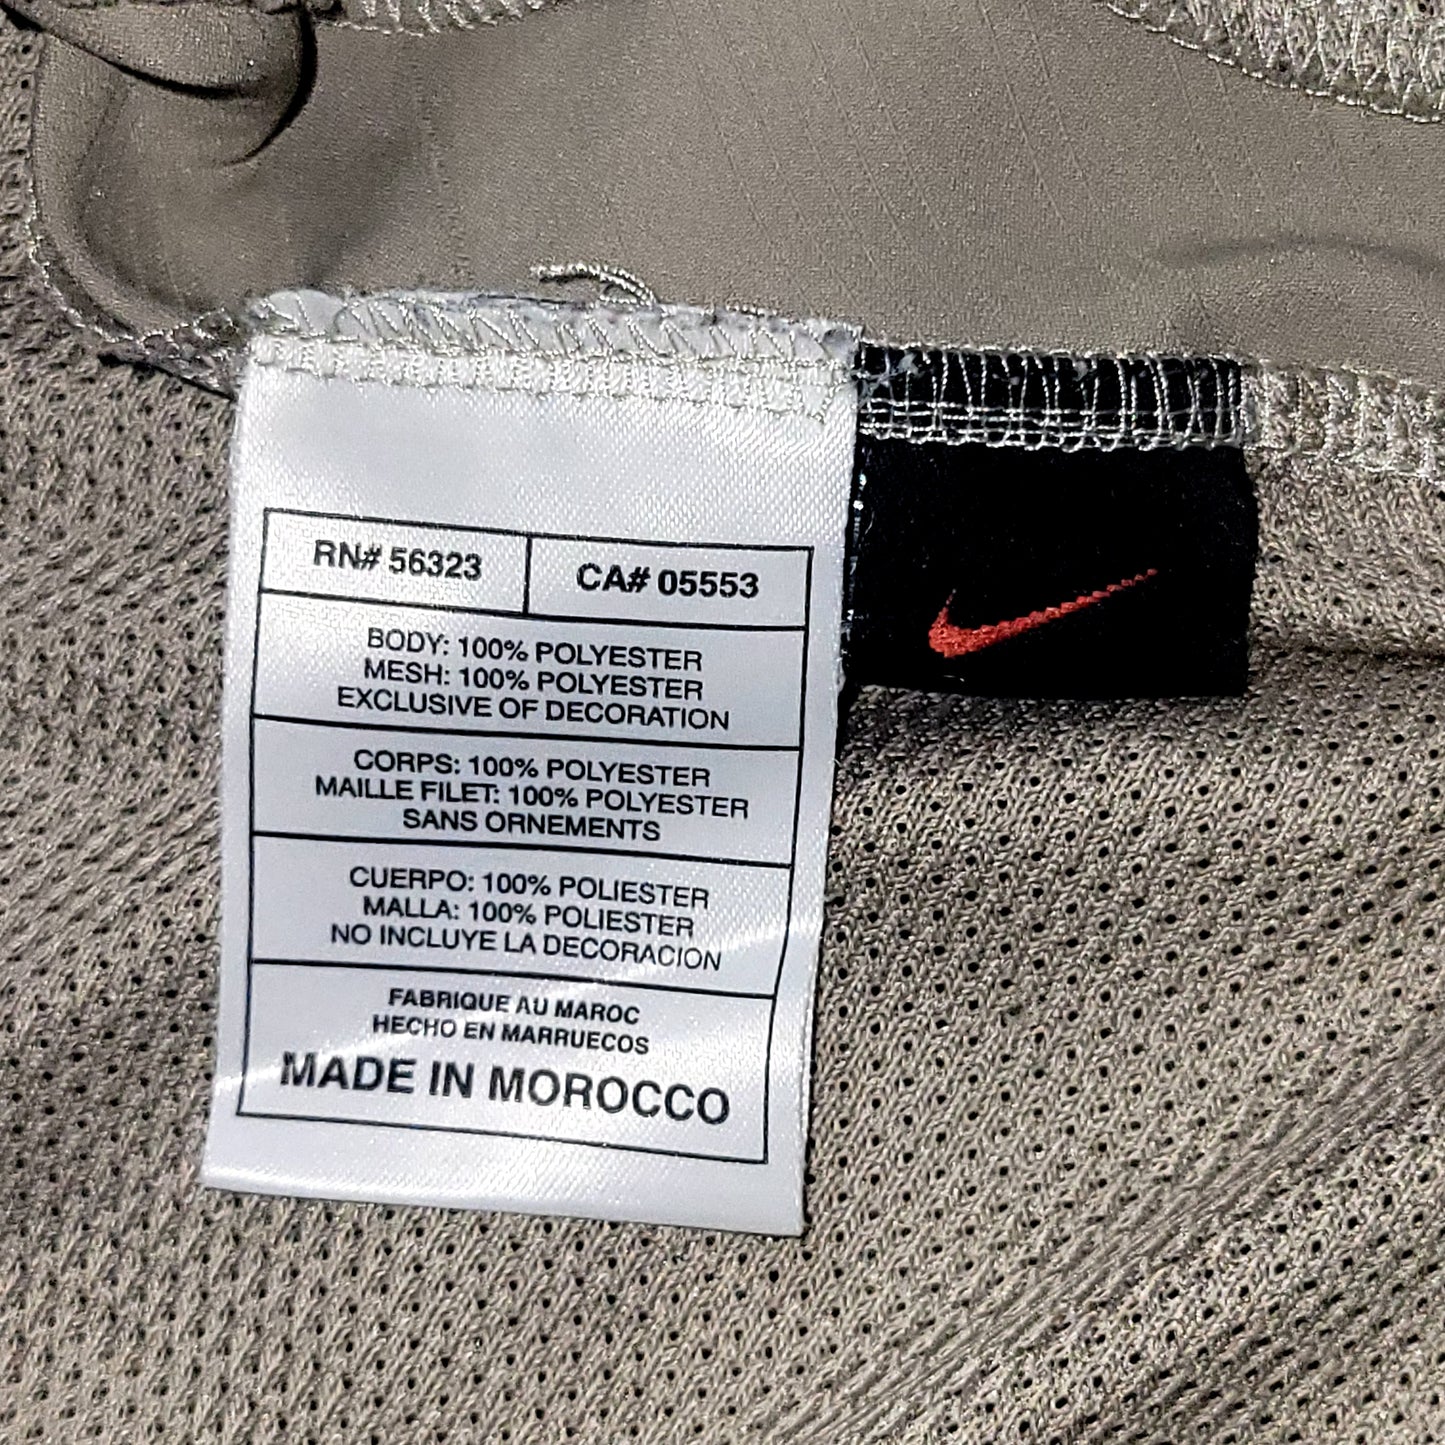 RN# 56323
CA# 05553
BODY: 100% POLYESTER
MESH: 100% POLYESTER
EXCLUSIVE OF DECORATION
CORPS: 100% POLYESTER
MAILLE FILET: 100% POLYESTER
SANS ORNEMENTS
CUERPO: 100% POLIESTER
MALLA: 100% POLIESTER
NO INCLUYE LA DECORACION
FABRIQUE AU MAROC
HECHO EN MARRUECOS
MADE IN MOROCCO